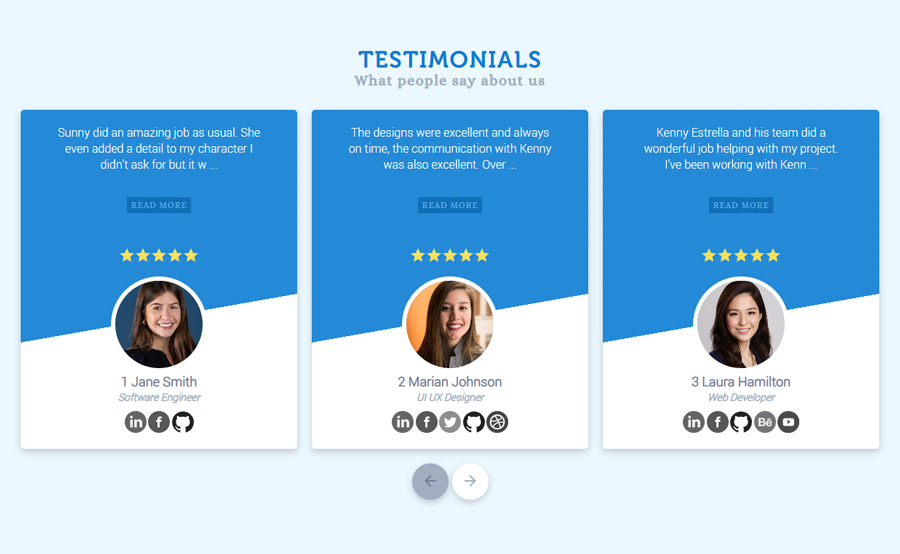 TESTIMONIALS
What people say about us
Sunny did an amazing job as usual. She
even added a detail to my character I
didn't ask for but it w ...
READ MORE
1 Jane Smith
Software Engineer
The designs were excellent and always
on time, the communication with Kenny
was also excellent. Over ...
READ MORE
2 Marian Johnson
UI UX Designer
Kenny Estrella and his team did a
wonderful job helping with my project.
I've been working with Kenn ...
READ MORE
3 Laura Hamilton
Web Developer